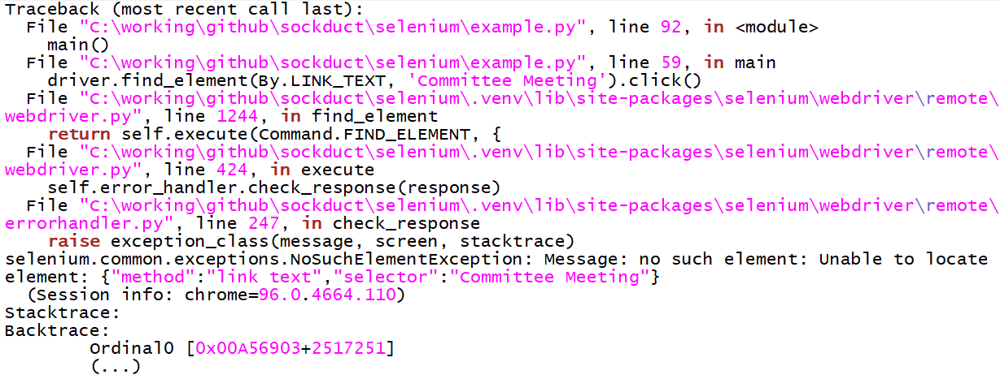 Traceback (most recent call last):
  File "C:\working\github\sockduct\selenium\example.py", line 92, in <module>
    main()
  File "C:\working\github\sockduct\selenium\example.py", line 59, in main
    driver.find_element(By.LINK_TEXT, 'Committee Meeting').click()
  File "C:\working\github\sockduct\selenium\.venv\lib\site-packages\selenium\webdriver\remote\
webdriver.py", line 1244, in find_element
    return self.execute(Command.FIND_ELEMENT, {
  File "C:\working\github\sockduct\selenium\.venv\lib\site-packages\selenium\webdriver\remote\
webdriver.py", line 424, in execute
    self.error_handler.check_response(response)
  File "C:\working\github\sockduct\selenium\.venv\lib\site-packages\selenium\webdriver\remote\
errorhandler.py", line 247, in check_response
    raise exception_class(message, screen, stacktrace)
selenium.common.exceptions.NoSuchElementException: Message: no such element: Unable to locate
element: {"method":"link text","selector":"Committee Meeting"}
  (Session info: chrome=96.0.4664.110)
Stacktrace:
Backtrace:
        Ordinal0 [0x00A56903+2517251]
        (...)